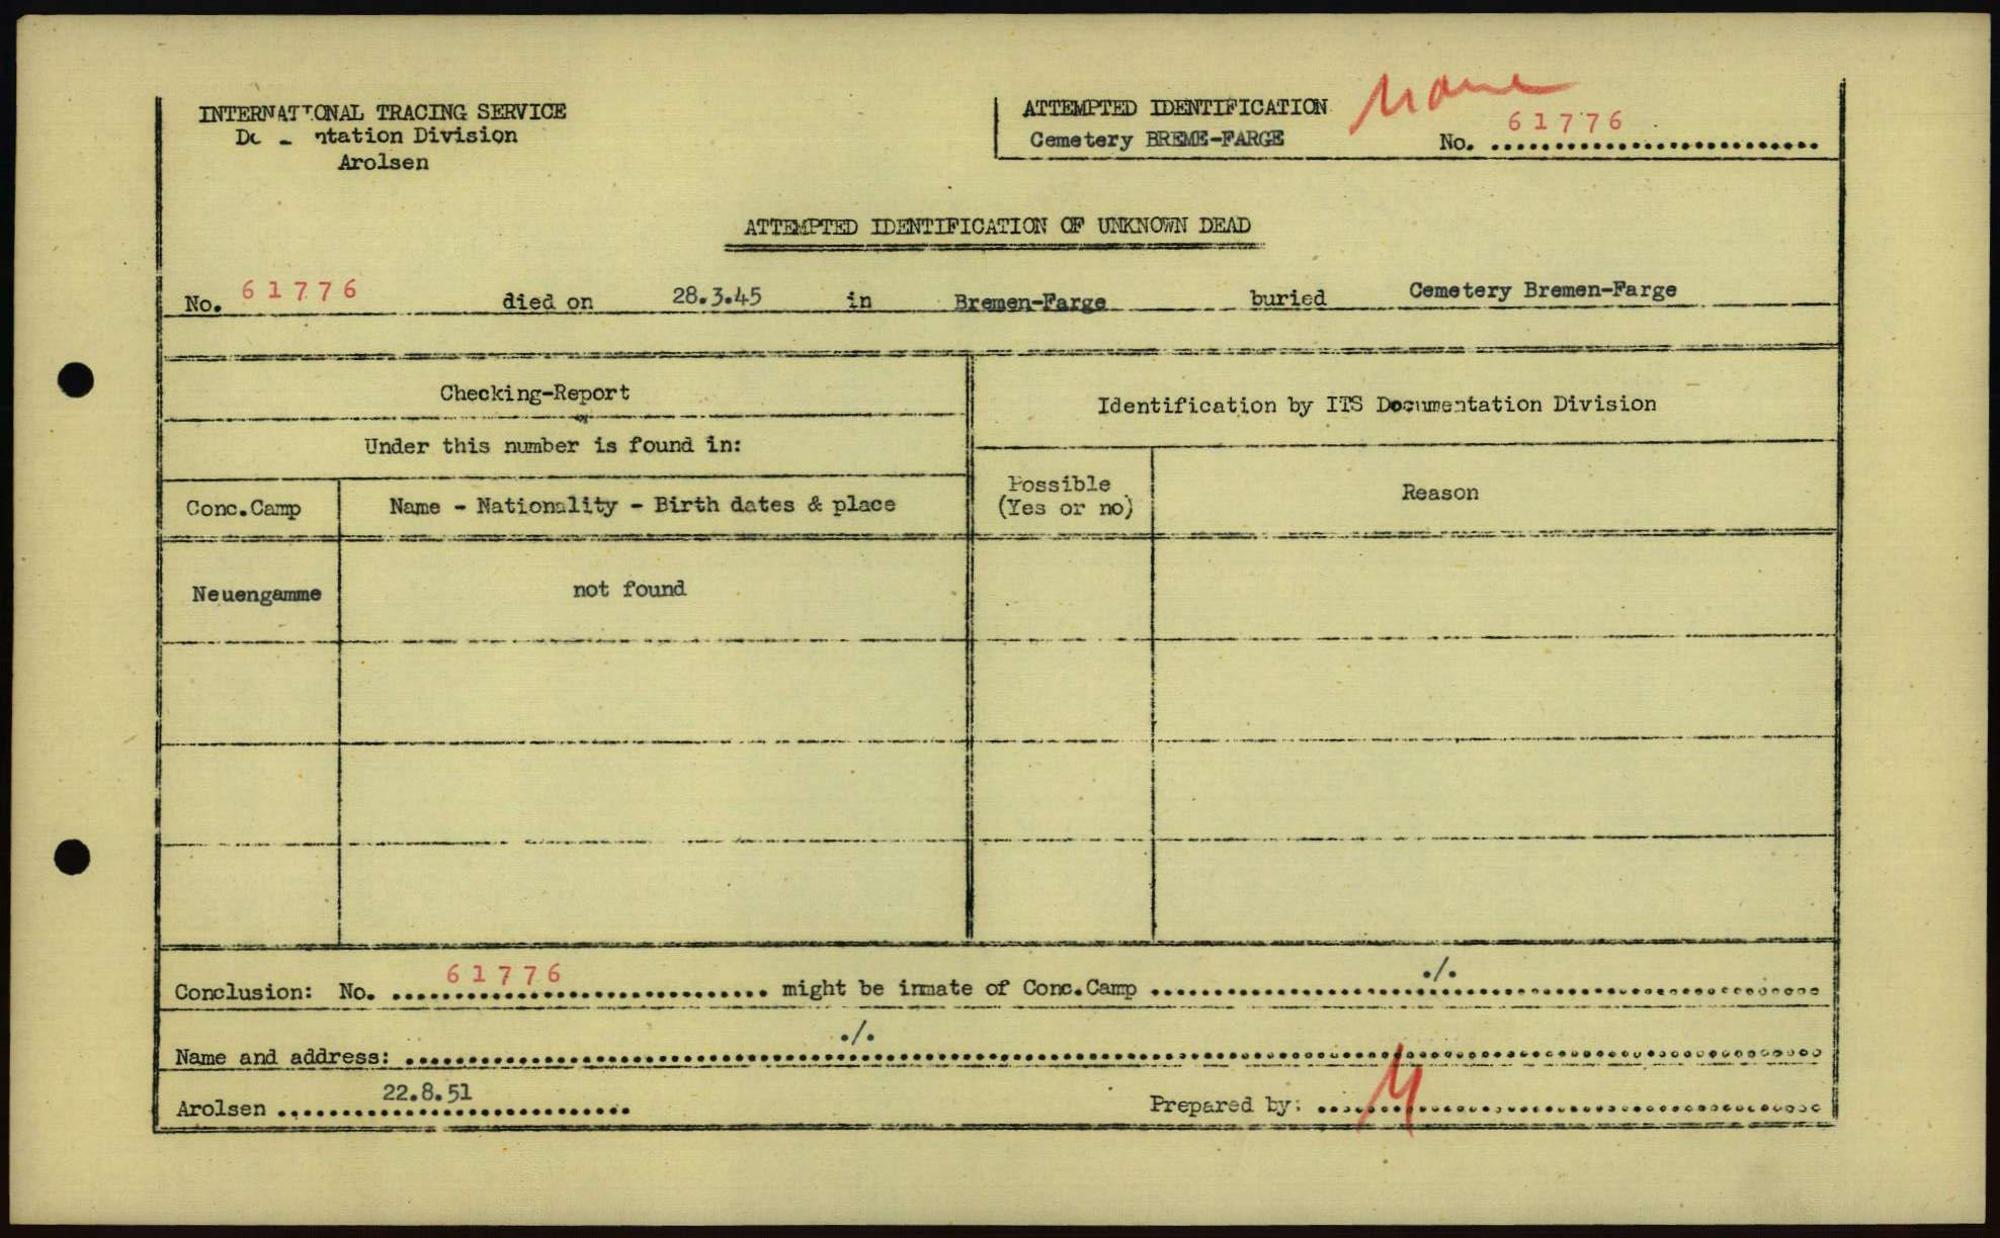 INTERNATIONAL TRACING SERVICE
ntation Division
Arolsen
ATTEMPTED IDENTIFICATION
Cemetery BREME-FARGE
No. 61776
ATTEMPTED IDENTIFICATION OF UNKNOWN DEAD
No. 61776 died on 28.3.45 in Bremen-Farge buried Cemetery Bremen-Farge
Checking-Report
Identification by ITS Documentation Division
Under this number is found in:
Conc.Camp
Name - Nationality - Birth dates & place
Possible
(Yes or no)
Reason
Neuengamme
not found
Conclusion: No. 61776 might be inmate of Conc.Camp ./.
Name and address: ./.
Arolsen 22.8.51
Prepared by: